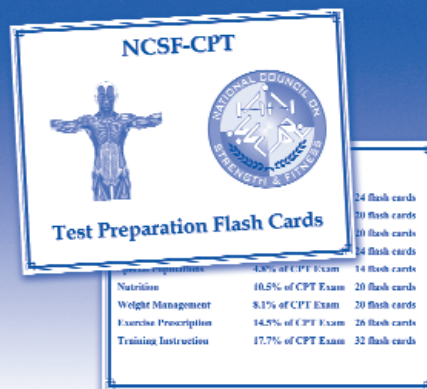 NCSF-CPT
NATIONAL COUNCIL ON
STRENGTH & FITNESS
Test Preparation Flash Cards
24 flash cards
20 flash cards
20 flash cards
24 flash cards
4.8% of CPT Exam 14 flash cards
Nutrition 10.5% of CPT Exam 20 flash cards
Weight Management 8.1% of CPT Exam 20 flash cards
Exercise Prescription 14.5% of CPT Exam 26 flash cards
Training Instruction 17.7% of CPT Exam 32 flash cards